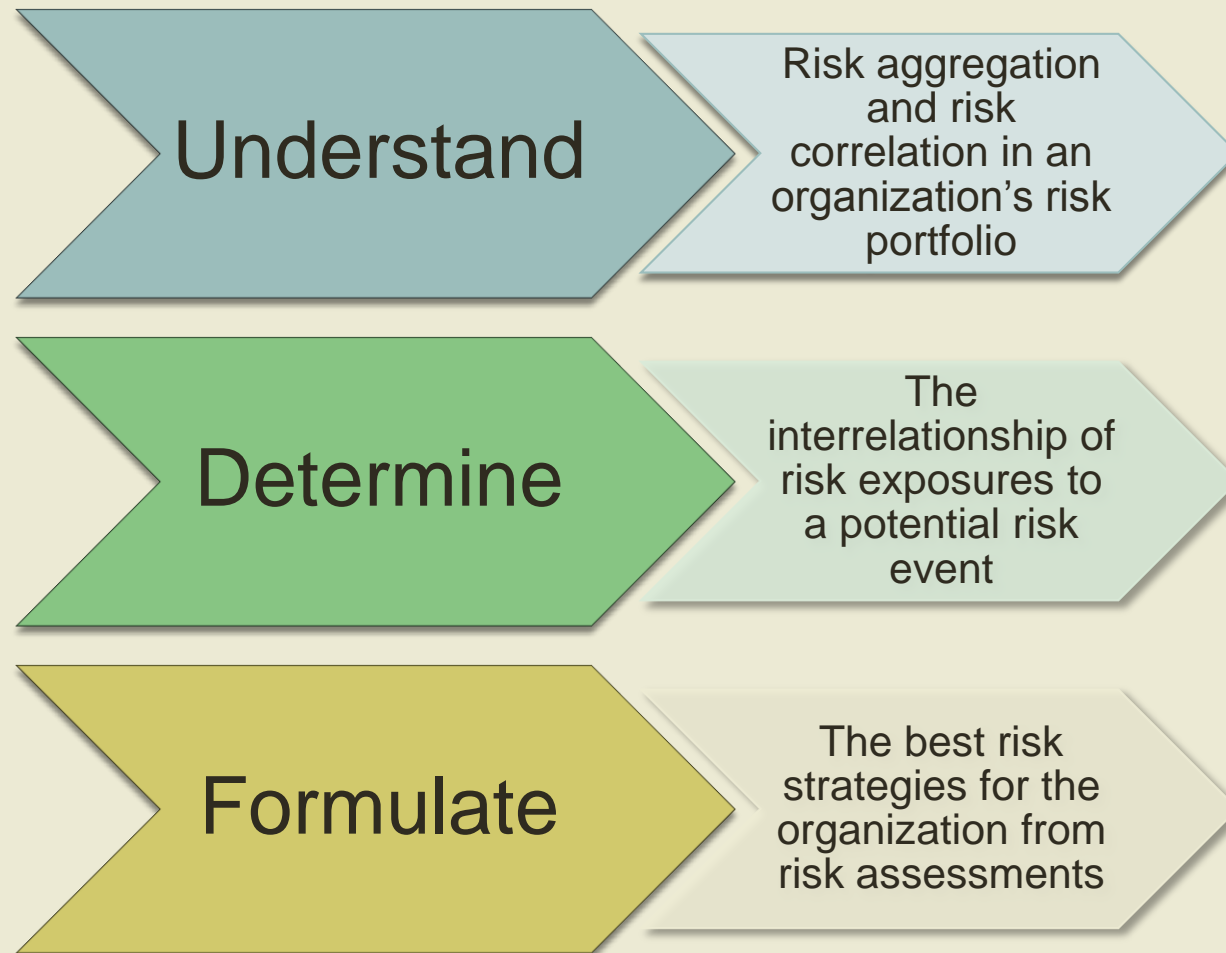 Understand
Risk aggregation
and risk
correlation in an
organization’s risk
portfolio
Determine
The
interrelationship of
risk exposures to
a potential risk
event
Formulate
The best risk
strategies for the
organization from
risk assessments